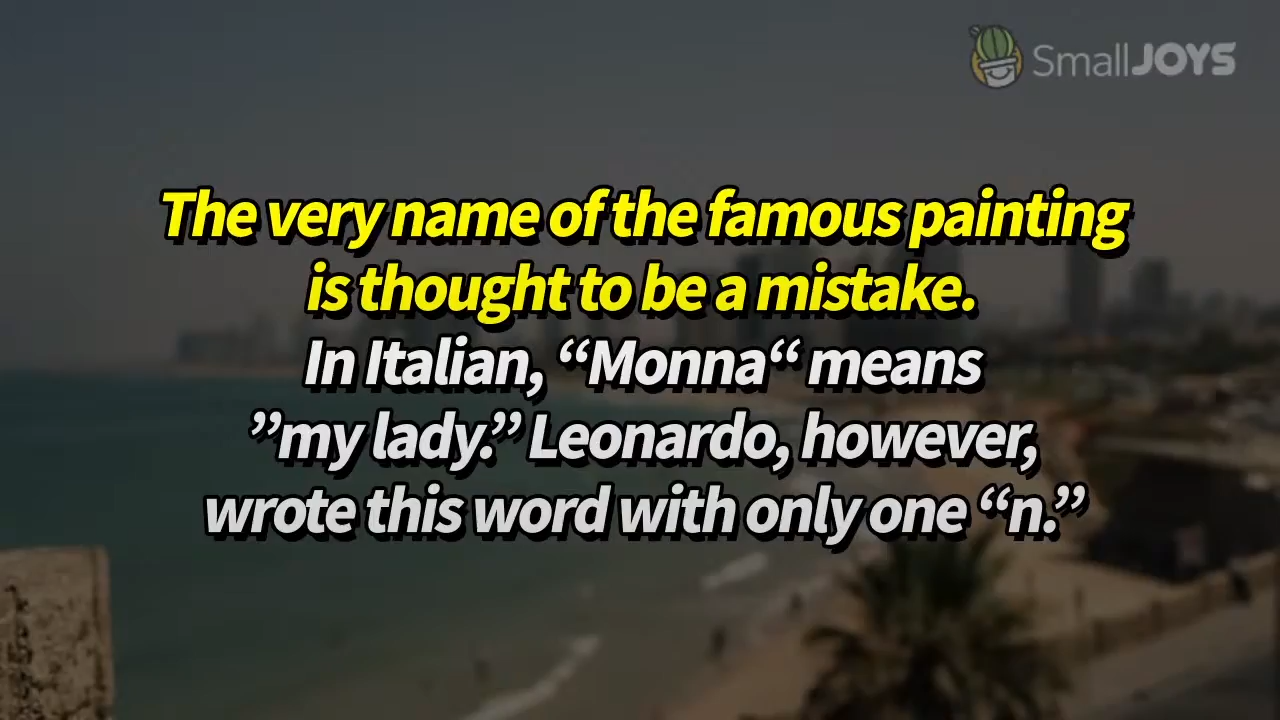 SmallJOYS
The very name of the famous painting
is thought to be a mistake.
In Italian, “Monna“ means
”my lady.” Leonardo, however,
wrote this word with only one “n.”